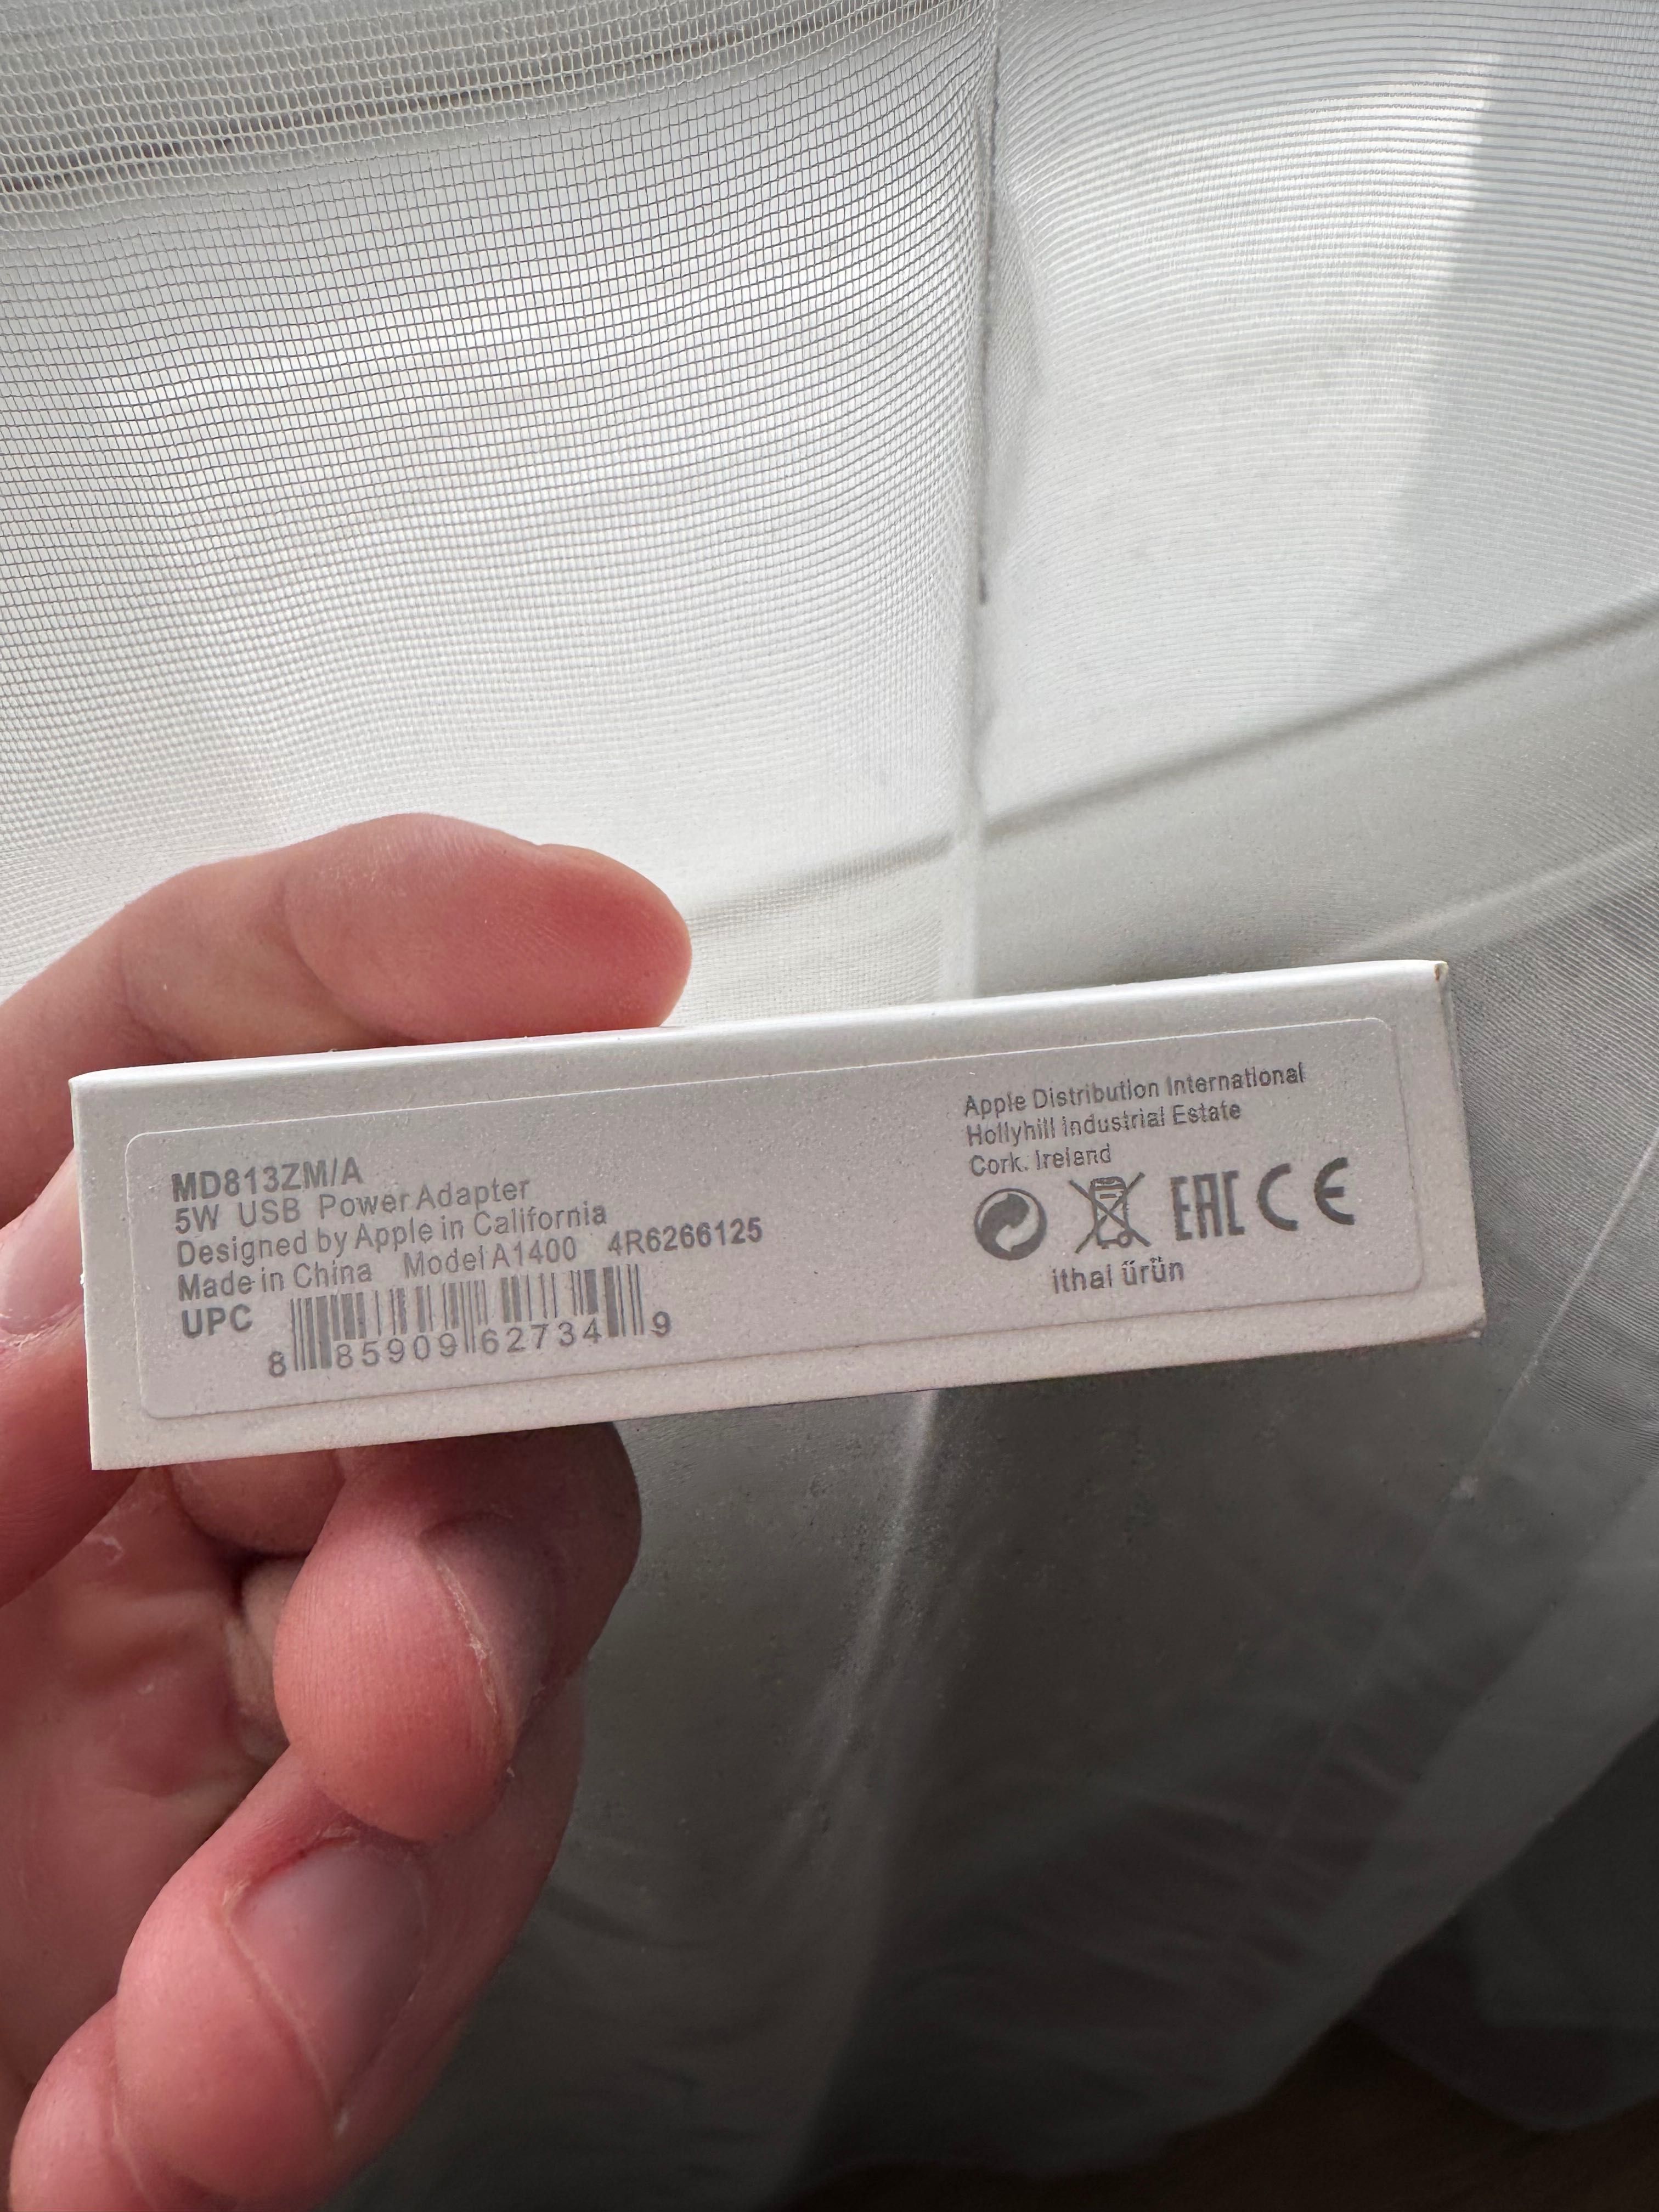 MD813ZM/A
5W USB Power Adapter
Designed by Apple in California
Made in China Model A1400 4R6266125
UPC
8 85909 62734 9
Apple Distribution International
Hollyhill Industrial Estate
Cork. Ireland
EAC CE
ithal ürün